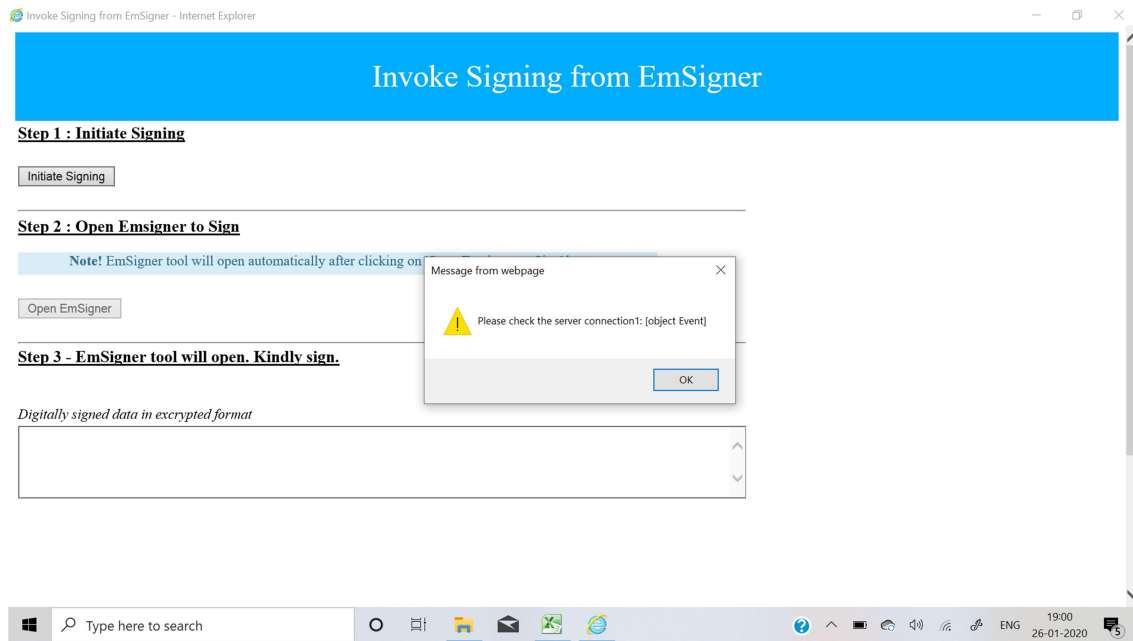 Invoke Signing from EmSigner - Internet Explorer
Invoke Signing from EmSigner
Step 1 : Initiate Signing
Initiate Signing
Step 2 : Open Emsigner to Sign
Note! EmSigner tool will open automatically after clicking on
Message from webpage
Please check the server connection1: [object Event]
OK
Open EmSigner
Step 3 - EmSigner tool will open. Kindly sign.
Digitally signed data in excrypted format
Type here to search
ENG
19:00
26-01-2020
5